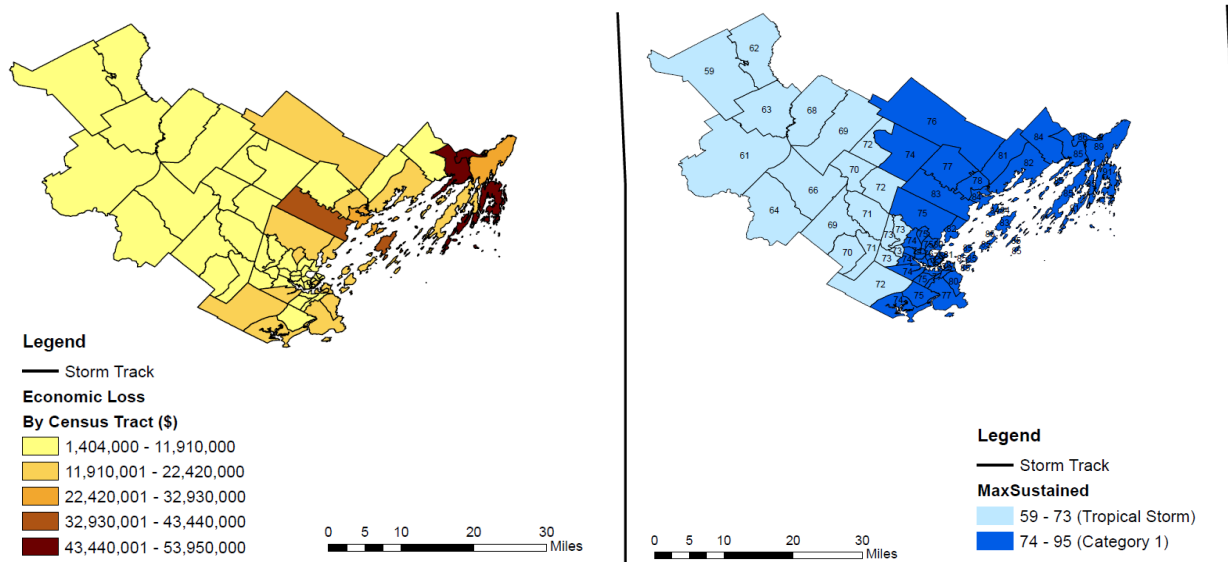 Legend
Storm Track
Economic Loss
By Census Tract ($)
1,404,000 - 11,910,000
11,910,001 - 22,420,000
22,420,001 - 32,930,000
32,930,001 - 43,440,000
43,440,001 - 53,950,000
0 5 10 20 30
Miles
62
59
63
68
76
69
84
72
89
61
74
77
81
85
82
70
72
78
66
83
64
71
75
69
73
70
71
73
72
75
77
80
Legend
Storm Track
MaxSustained
59 - 73 (Tropical Storm)
74 - 95 (Category 1)
0 5 10 20 30
Miles